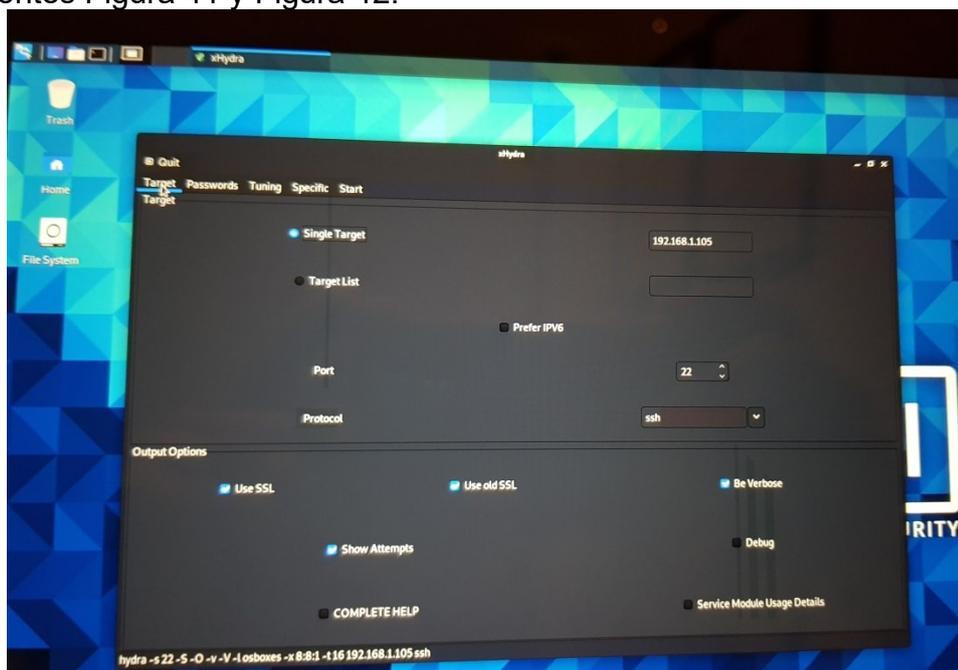 Figura 41 y Figura 42.
xHydra
Trash
Home
File System
Quit
xHydra
Target Passwords Tuning Specific Start
Target
Single Target
192.168.1.105
Target List
Prefer IPV6
Port
22
Protocol
ssh
Output Options
Use SSL
Use old SSL
Be Verbose
Show Attempts
Debug
COMPLETE HELP
Service Module Usage Details
hydra -s 22 -S -O -v -V -l osboxes -x 8:8:1 -t 16 192.168.1.105 ssh